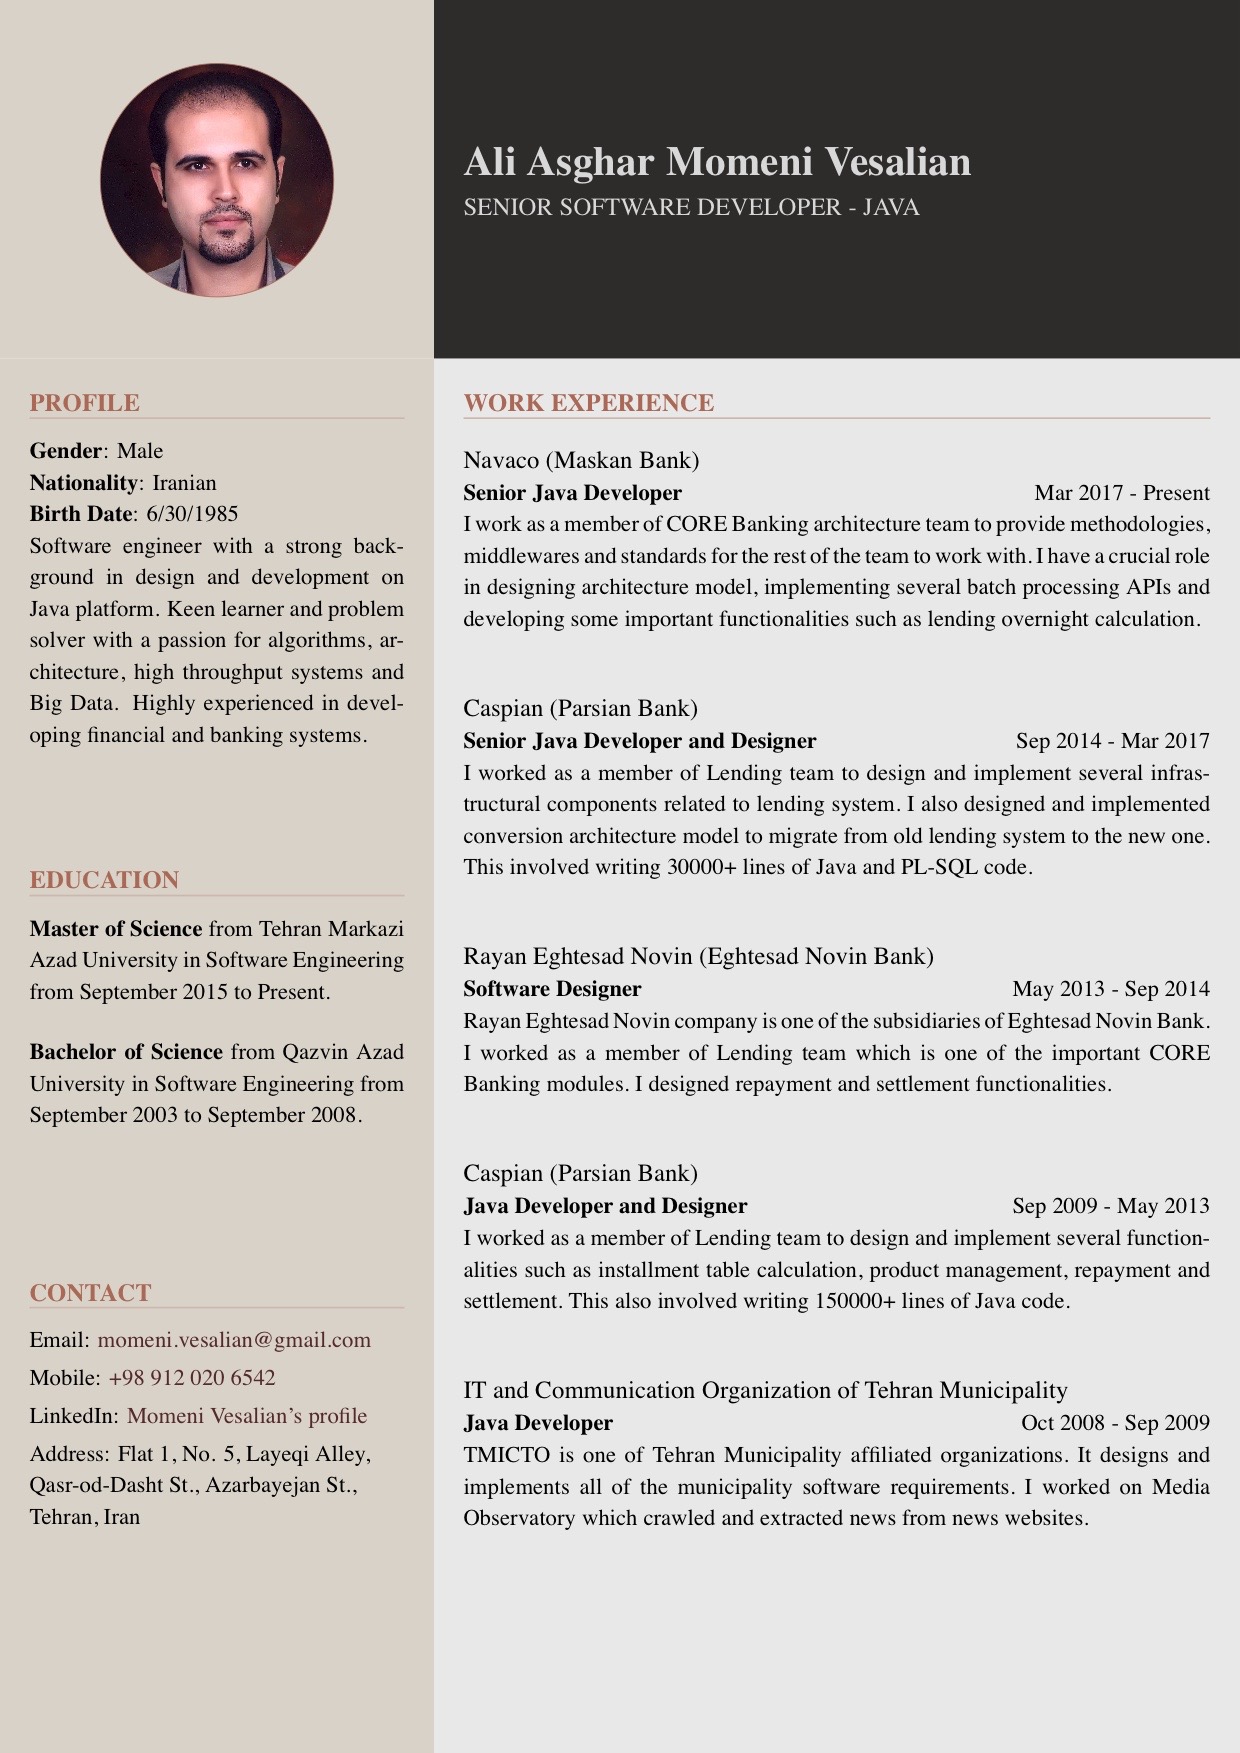 Ali Asghar Momeni Vesalian
SENIOR SOFTWARE DEVELOPER - JAVA
PROFILE
Gender: Male
Nationality: Iranian
Birth Date: 6/30/1985
Software engineer with a strong back-
ground in design and development on
Java platform. Keen learner and problem
solver with a passion for algorithms, ar-
chitecture, high throughput systems and
Big Data. Highly experienced in devel-
oping financial and banking systems.
EDUCATION
Master of Science from Tehran Markazi
Azad University in Software Engineering
from September 2015 to Present.
Bachelor of Science from Qazvin Azad
University in Software Engineering from
September 2003 to September 2008.
CONTACT
Email: momeni.vesalian@gmail.com
Mobile: +98 912 020 6542
LinkedIn: Momeni Vesalian’s profile
Address: Flat 1, No. 5, Layeqi Alley,
Qasr-od-Dasht St., Azarbayejan St.,
Tehran, Iran
WORK EXPERIENCE
Navaco (Maskan Bank)
Senior Java Developer Mar 2017 - Present
I work as a member of CORE Banking architecture team to provide methodologies,
middlewares and standards for the rest of the team to work with. I have a crucial role
in designing architecture model, implementing several batch processing APIs and
developing some important functionalities such as lending overnight calculation.
Caspian (Parsian Bank)
Senior Java Developer and Designer Sep 2014 - Mar 2017
I worked as a member of Lending team to design and implement several infras-
tructural components related to lending system. I also designed and implemented
conversion architecture model to migrate from old lending system to the new one.
This involved writing 30000+ lines of Java and PL-SQL code.
Rayan Eghtesad Novin (Eghtesad Novin Bank)
Software Designer May 2013 - Sep 2014
Rayan Eghtesad Novin company is one of the subsidiaries of Eghtesad Novin Bank.
I worked as a member of Lending team which is one of the important CORE
Banking modules. I designed repayment and settlement functionalities.
Caspian (Parsian Bank)
Java Developer and Designer Sep 2009 - May 2013
I worked as a member of Lending team to design and implement several function-
alities such as installment table calculation, product management, repayment and
settlement. This also involved writing 150000+ lines of Java code.
IT and Communication Organization of Tehran Municipality
Java Developer Oct 2008 - Sep 2009
TMICTO is one of Tehran Municipality affiliated organizations. It designs and
implements all of the municipality software requirements. I worked on Media
Observatory which crawled and extracted news from news websites.